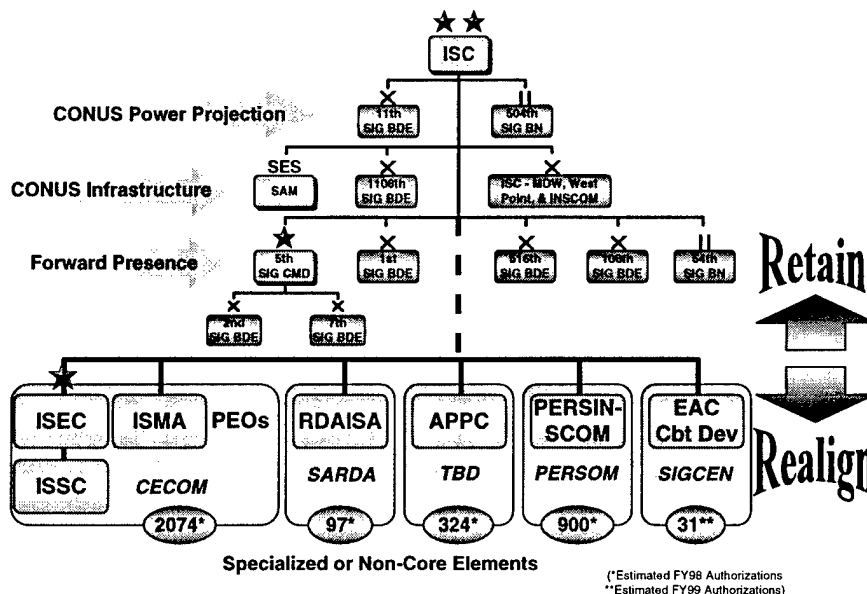 ISC
CONUS Power Projection
11th
SIG BDE
504th
SIG BN
CONUS Infrastructure
SES
SAM
1108th
SIG BDE
ISC - MDW, West
Point, & INSCOM
Forward Presence
5th
SIG CMD
1st
SIG BDE
516th
SIG BDE
106th
SIG BDE
54th
SIG BN
2nd
SIG BDE
7th
SIG BDE
Retain
Realign
ISEC
ISMA
PEOs
ISSC
CECOM
2074*
RDAISA
SARDA
97*
APPC
TBD
324*
PERSIN-
SCOM
PERSOM
900*
EAC
Cbt Dev
SIGCEN
31**
Specialized or Non-Core Elements
(*Estimated FY98 Authorizations
**Estimated FY99 Authorizations)